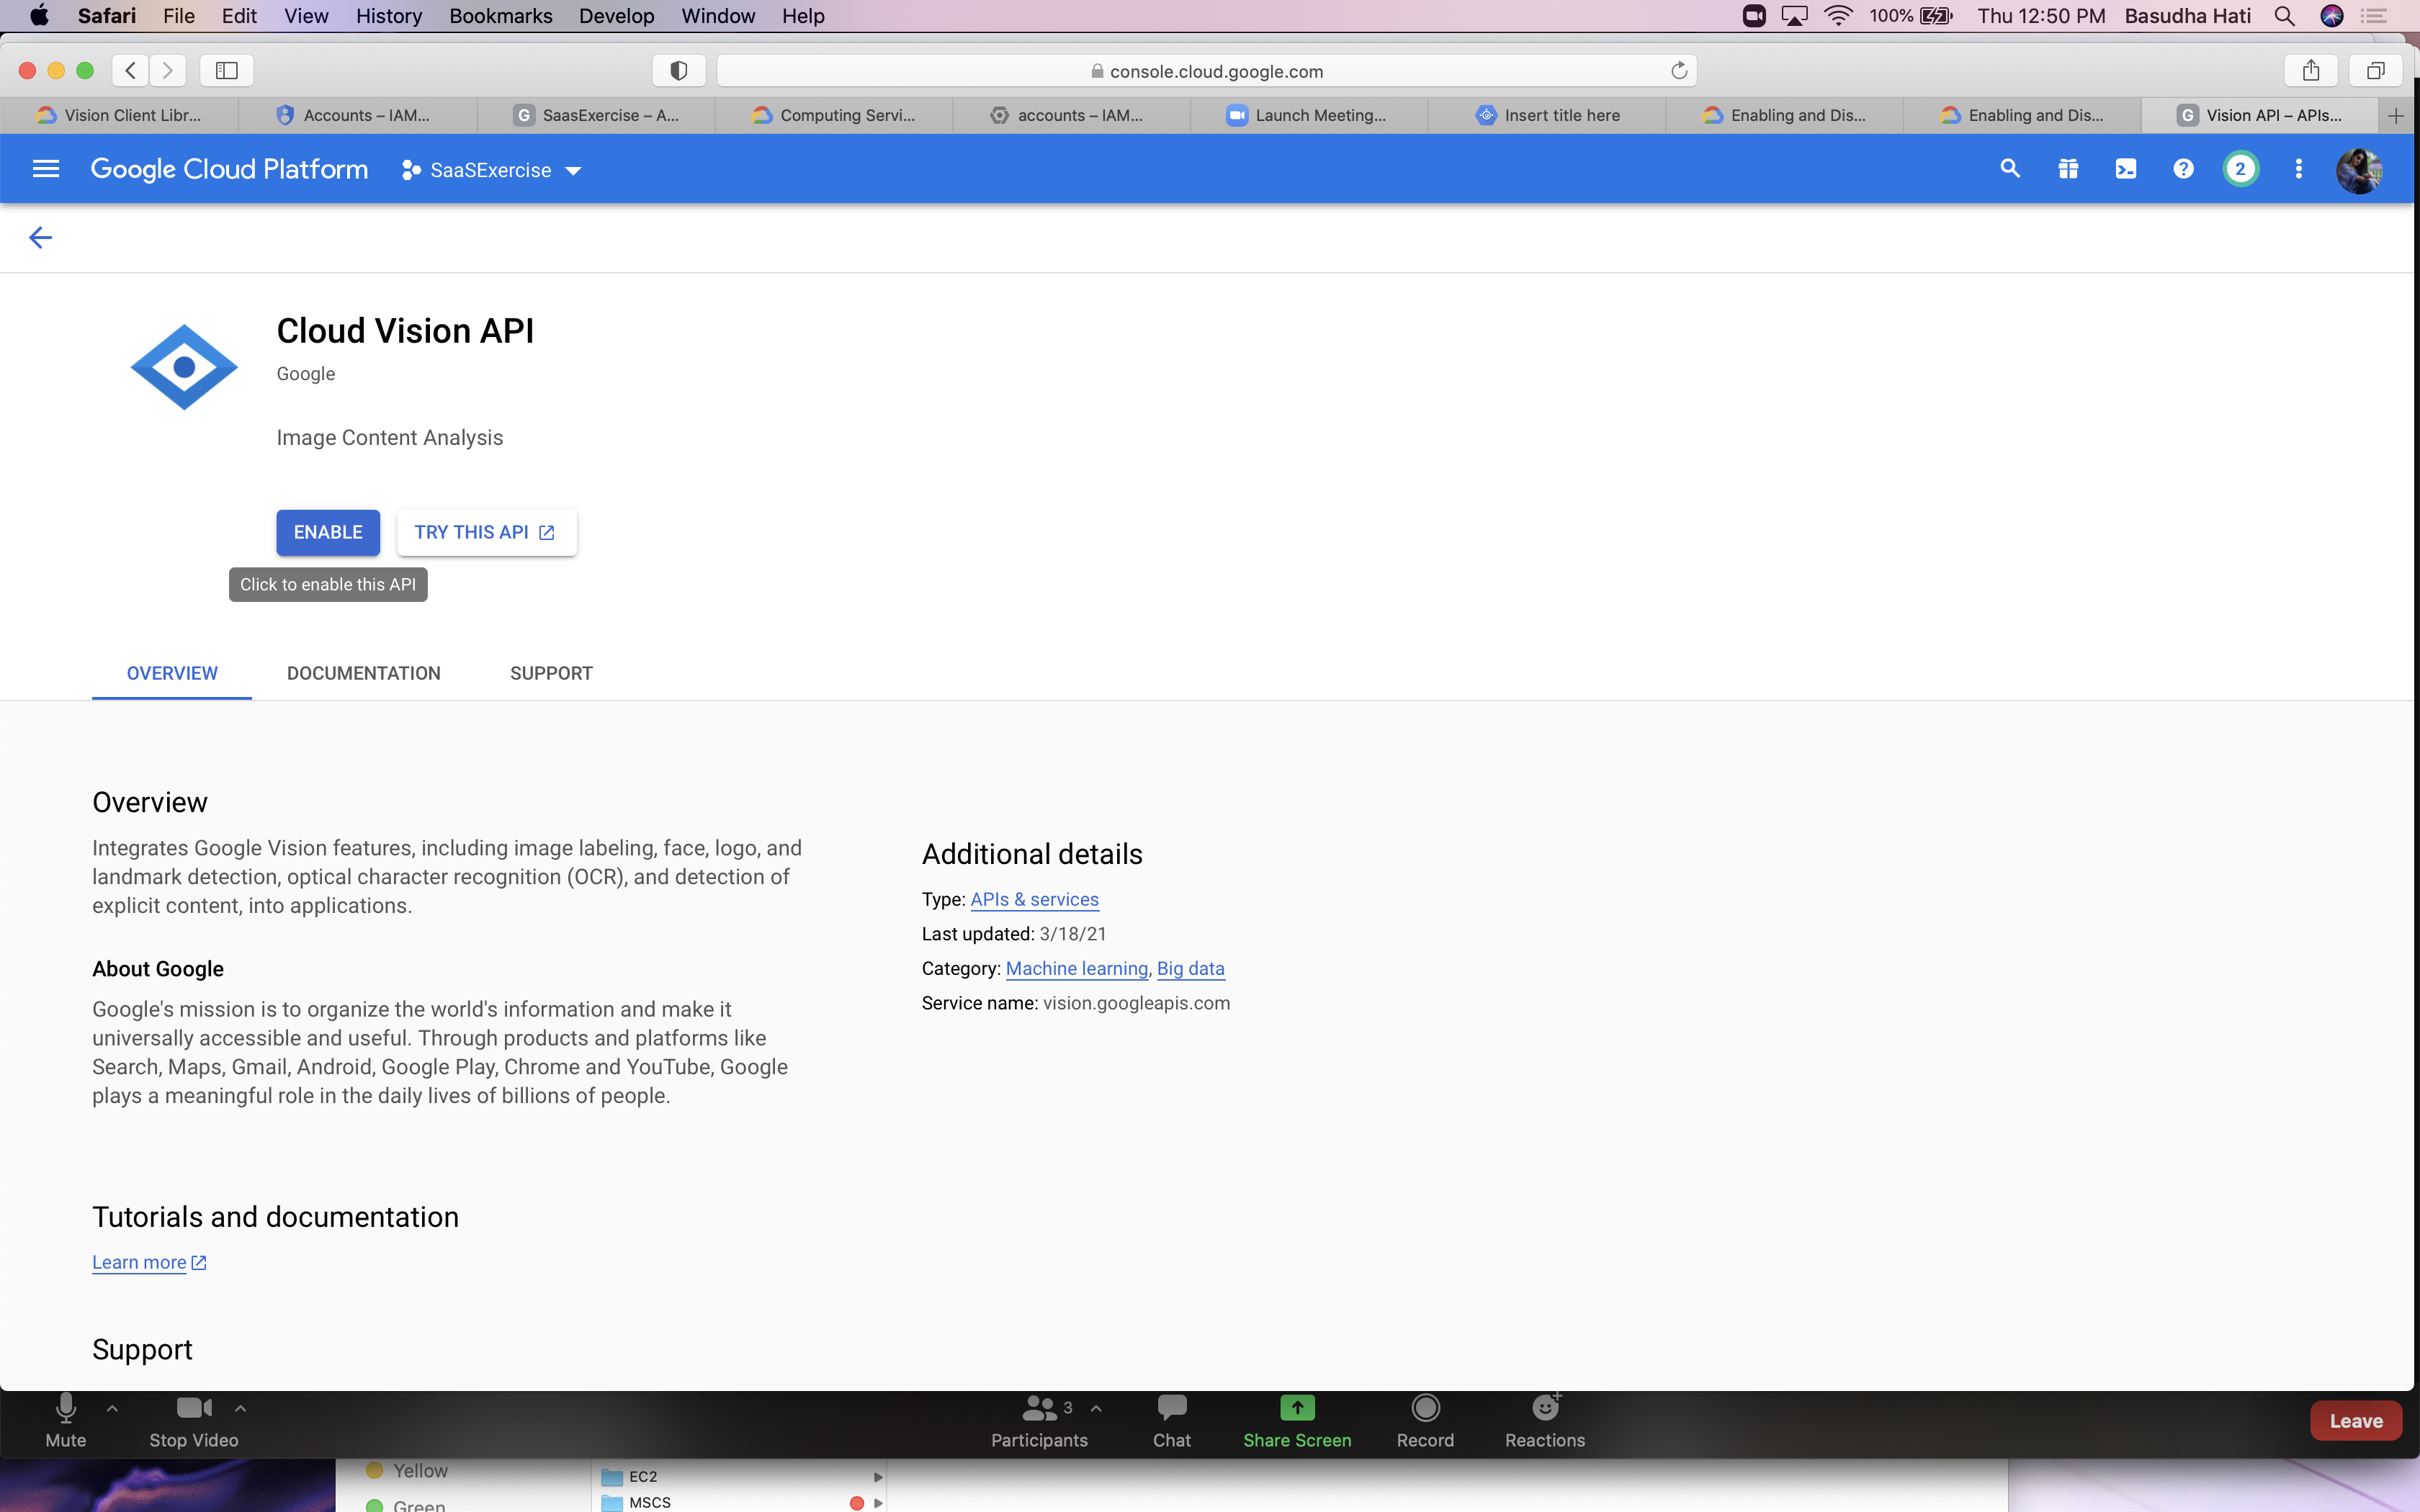 Safari File Edit View History Bookmarks Develop Window Help 100% Thu 12:50 PM Basudha Hati
console.cloud.google.com
Vision Client Libr... Accounts – IAM... G SaasExercise – A... Computing Servi... accounts – IAM... Launch Meeting... Insert title here Enabling and Dis... Enabling and Dis... G Vision API – APIs...
Google Cloud Platform SaaSExercise ? 2
Cloud Vision API
Google
Image Content Analysis
ENABLE TRY THIS API
Click to enable this API
OVERVIEW DOCUMENTATION SUPPORT
Overview
Integrates Google Vision features, including image labeling, face, logo, and
landmark detection, optical character recognition (OCR), and detection of
explicit content, into applications.
About Google
Google's mission is to organize the world's information and make it
universally accessible and useful. Through products and platforms like
Search, Maps, Gmail, Android, Google Play, Chrome and YouTube, Google
plays a meaningful role in the daily lives of billions of people.
Additional details
Type: APIs & services
Last updated: 3/18/21
Category: Machine learning, Big data
Service name: vision.googleapis.com
Tutorials and documentation
Learn more
Support
3
Mute Stop Video Participants Chat Share Screen Record Reactions Leave
Yellow EC2
Green MSCS